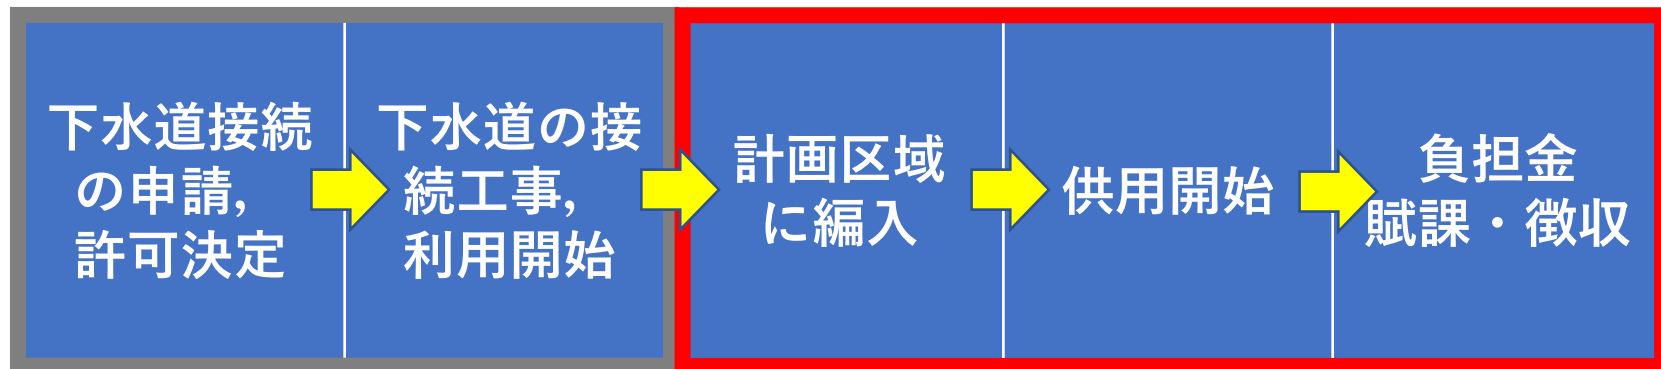 下水道接続
の申請，
許可決定
下水道の接
続工事，
利用開始
計画区域
に編入
供用開始
負担金
賦課・徴収